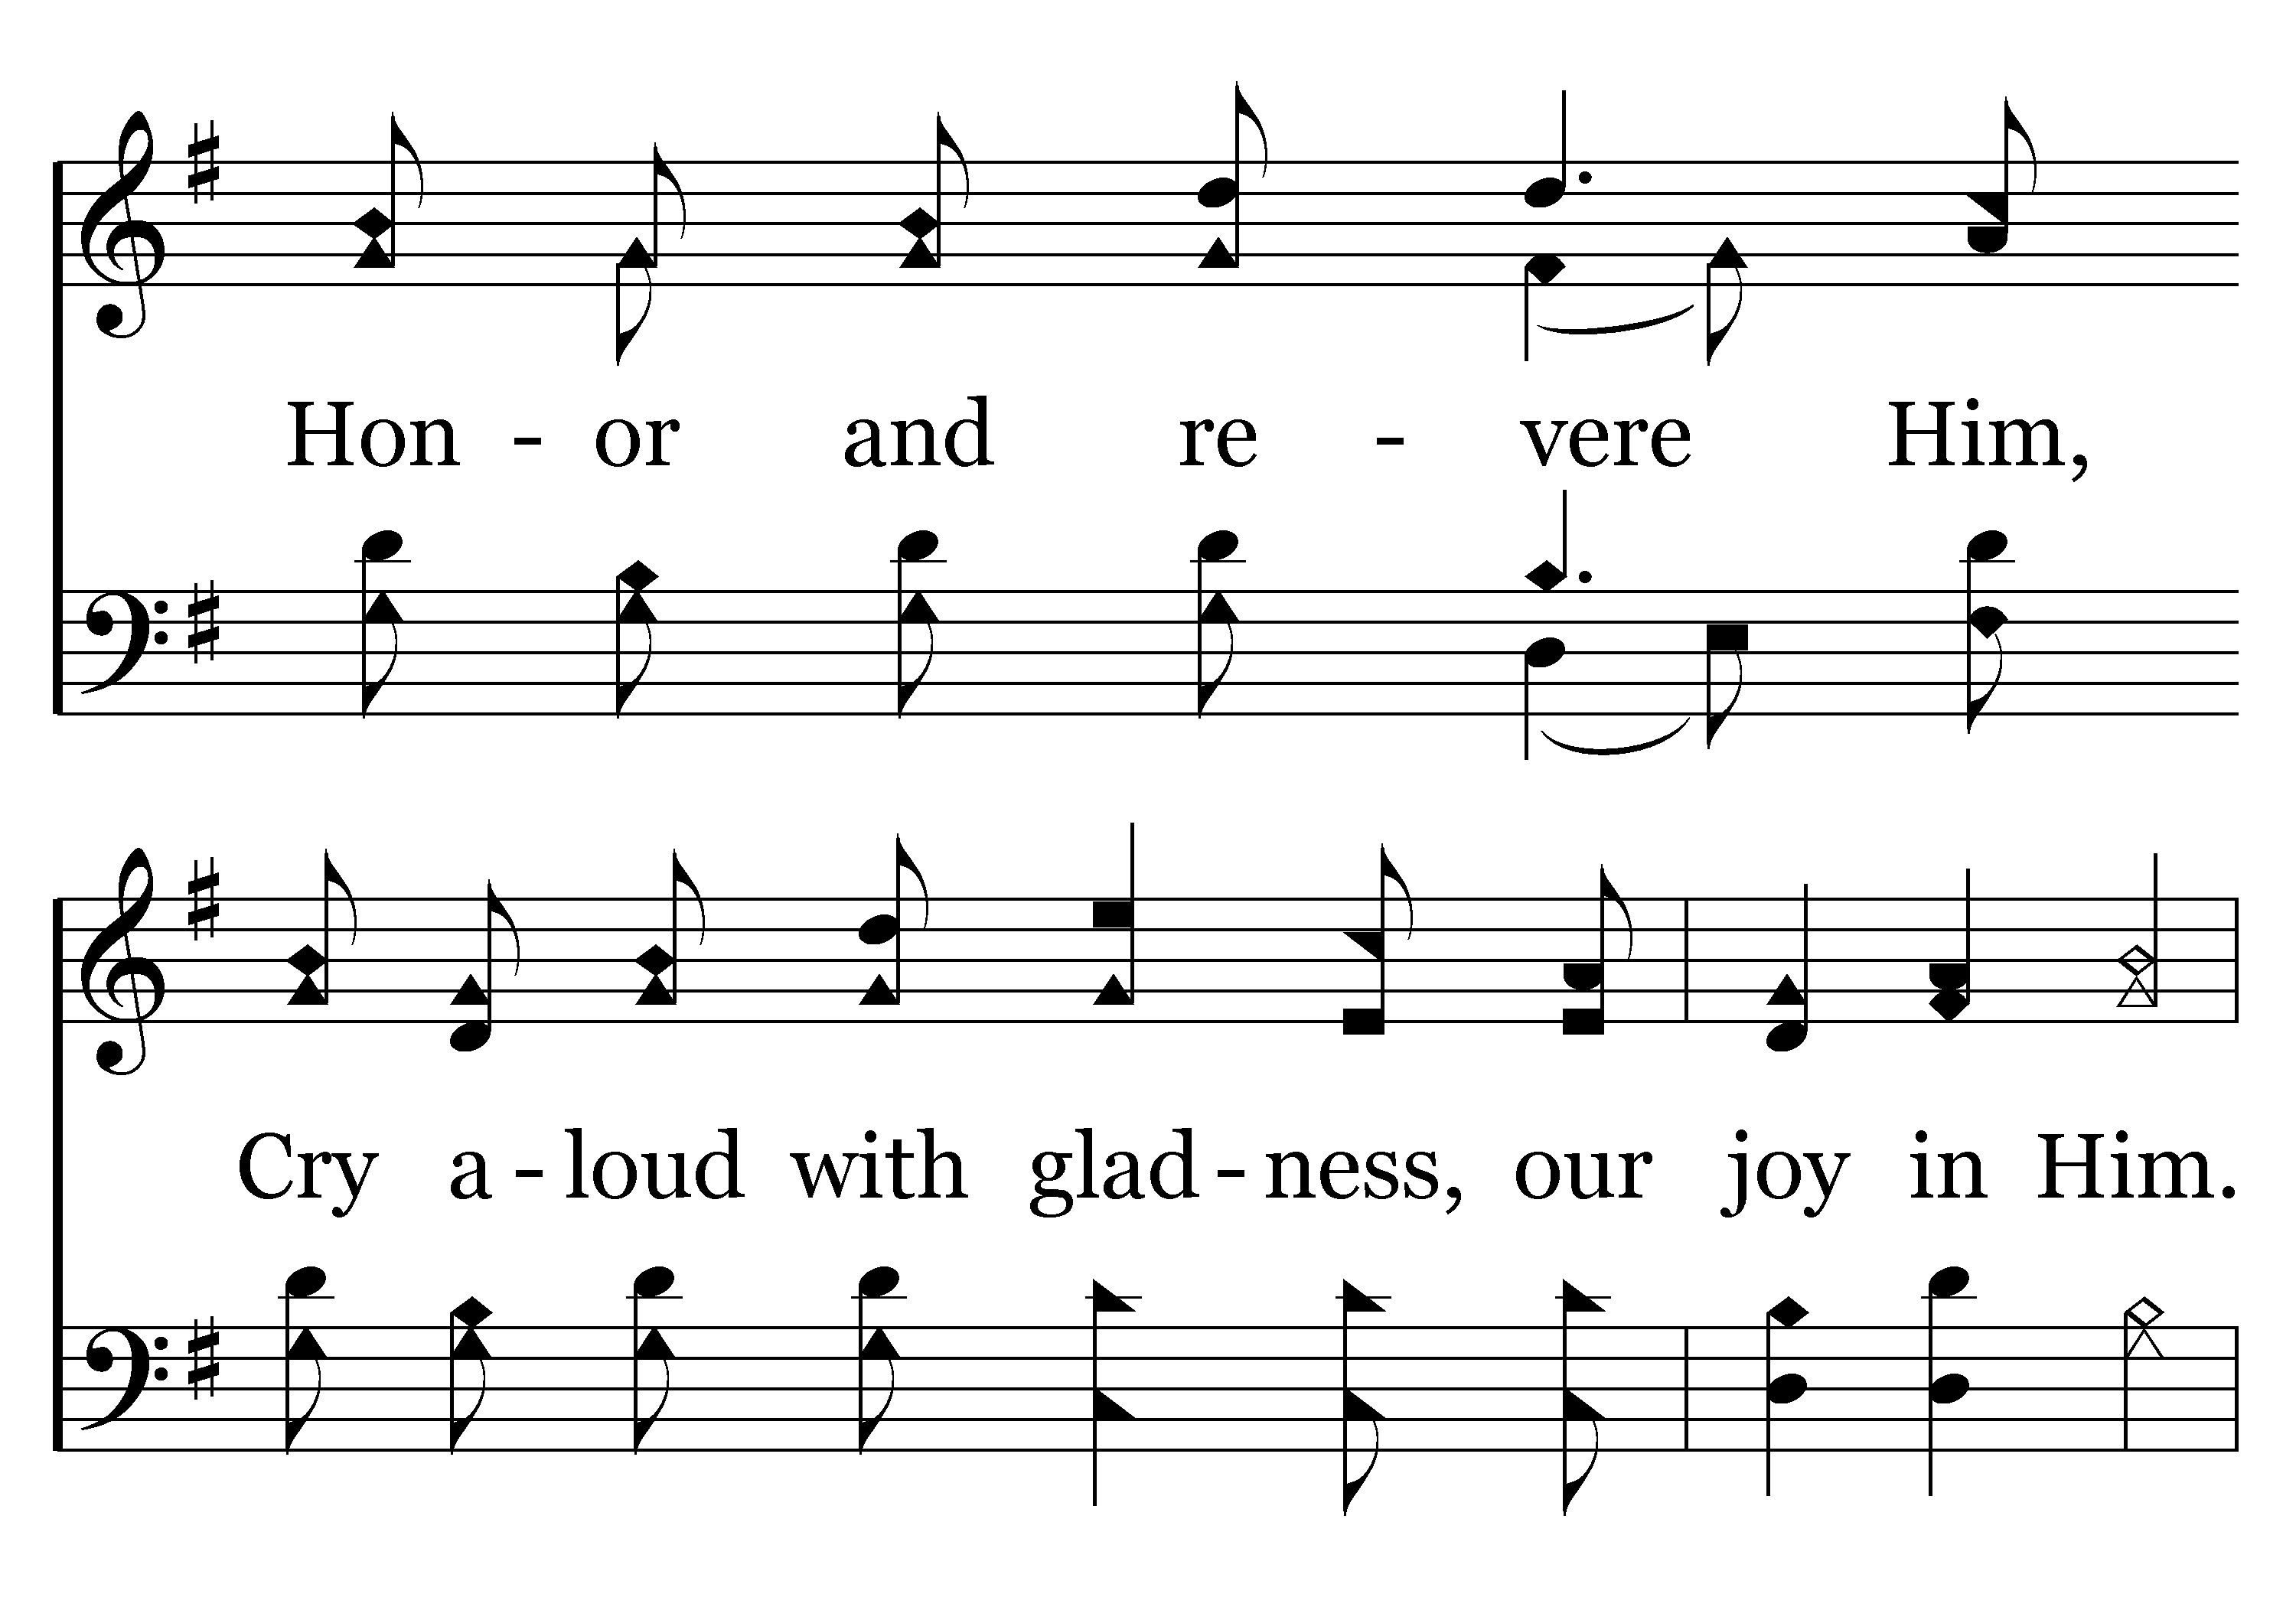 Hon - or and re - vere Him,
Cry a - loud with glad - ness, our joy in Him.